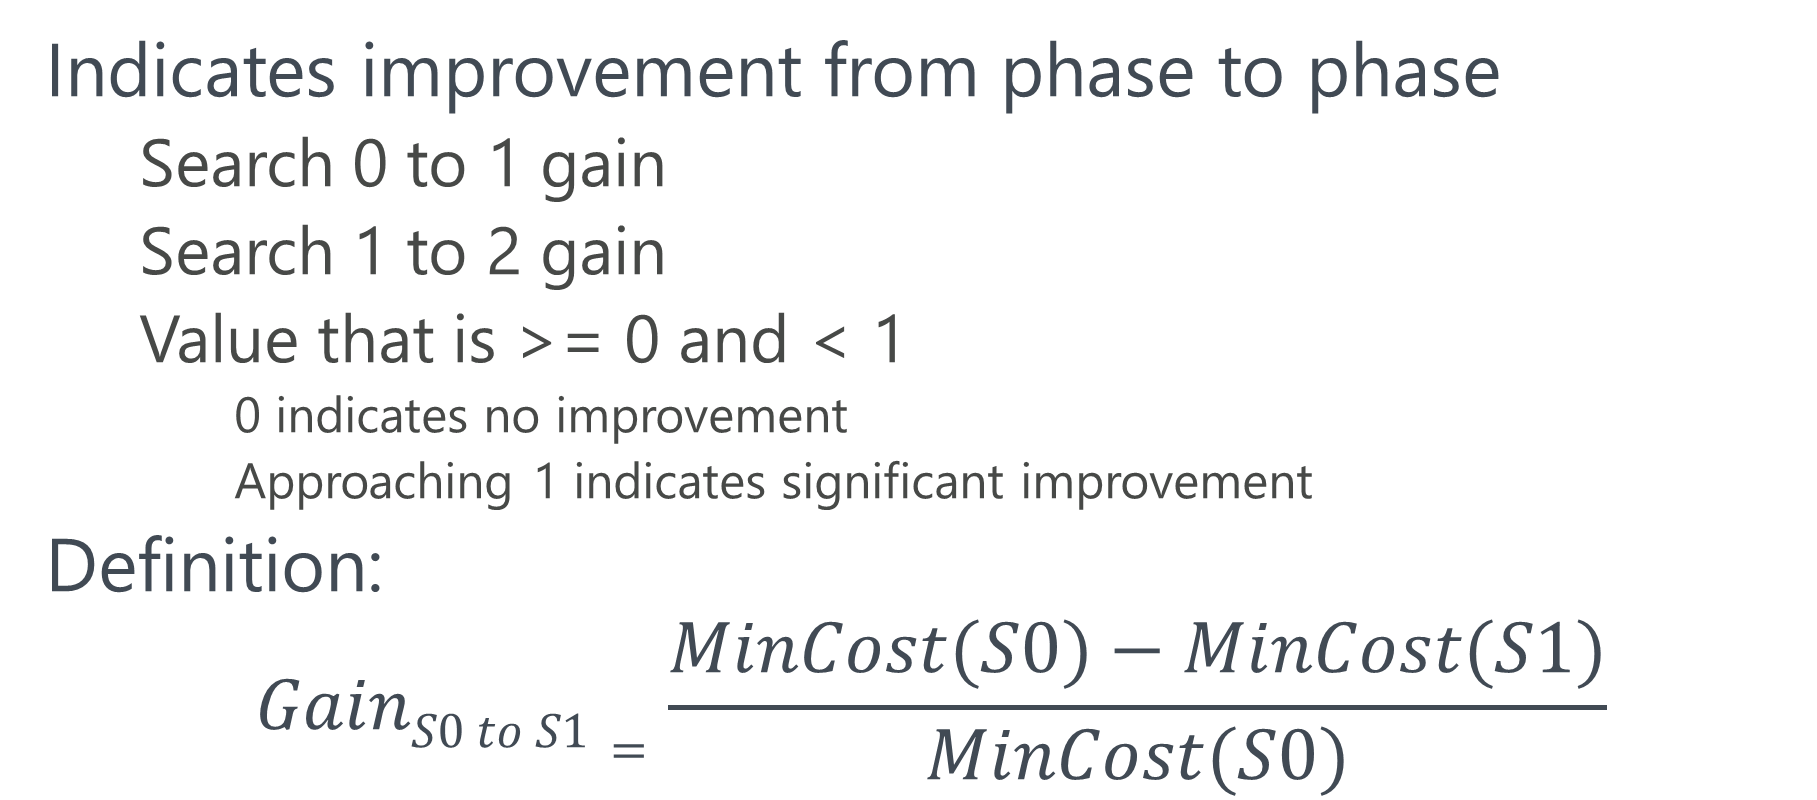 Indicates improvement from phase to phase
Search 0 to 1 gain
Search 1 to 2 gain
Value that is >= 0 and < 1
0 indicates no improvement
Approaching 1 indicates significant improvement
Definition:
MinCost(S0) − MinCost(S1)
Gain S0 to S1 =
MinCost(S0)